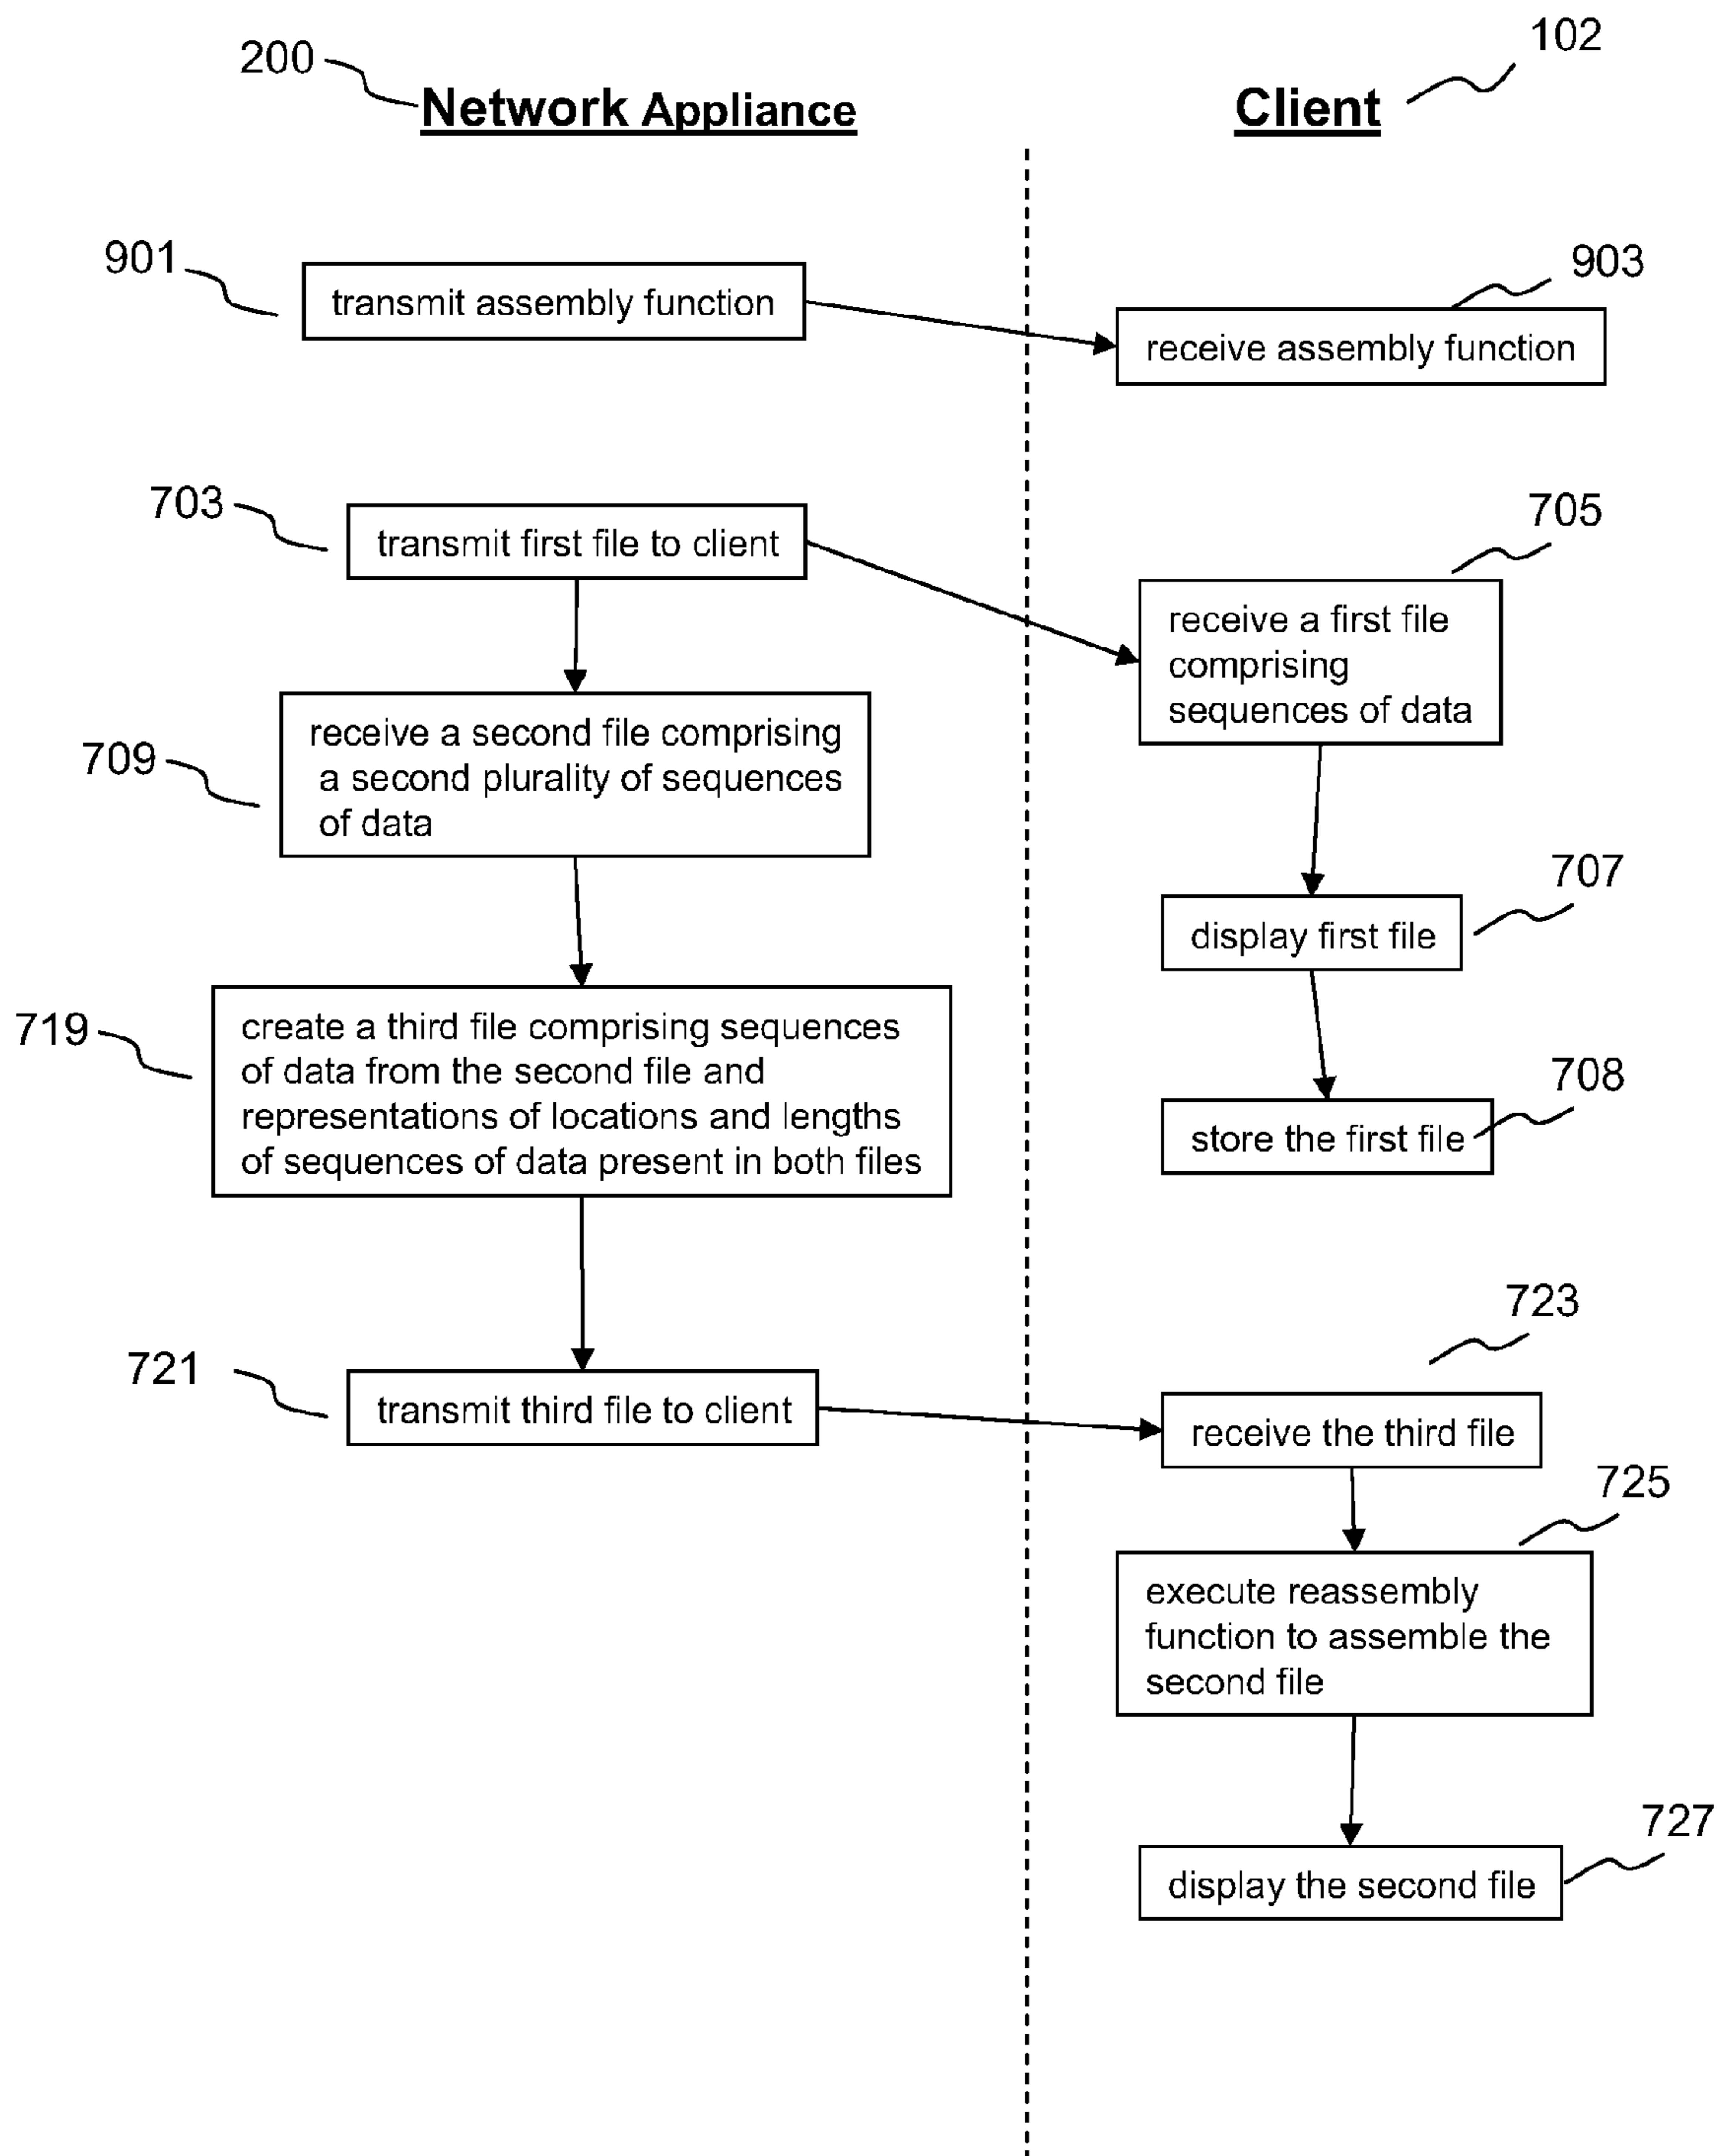 200
102
Network Appliance
Client
901
transmit assembly function
903
receive assembly function
703
transmit first file to client
705
receive a first file
comprising
sequences of data
709
receive a second file comprising
a second plurality of sequences
of data
707
display first file
719
create a third file comprising sequences
of data from the second file and
representations of locations and lengths
of sequences of data present in both files
708
store the first file
721
transmit third file to client
723
receive the third file
725
execute reassembly
function to assemble the
second file
727
display the second file